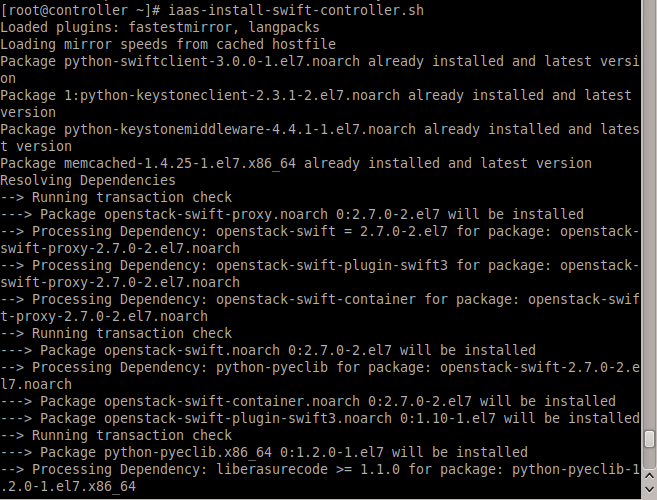 [root@controller ~]# iaas-install-swift-controller.sh
Loaded plugins: fastestmirror, langpacks
Loading mirror speeds from cached hostfile
Package python-swiftclient-3.0.0-1.el7.noarch already installed and latest versi
on
Package 1:python-keystoneclient-2.3.1-2.el7.noarch already installed and latest
version
Package python-keystonemiddleware-4.4.1-1.el7.noarch already installed and lates
t version
Package memcached-1.4.25-1.el7.x86_64 already installed and latest version
Resolving Dependencies
--> Running transaction check
---> Package openstack-swift-proxy.noarch 0:2.7.0-2.el7 will be installed
--> Processing Dependency: openstack-swift = 2.7.0-2.el7 for package: openstack-
swift-proxy-2.7.0-2.el7.noarch
--> Processing Dependency: openstack-swift-plugin-swift3 for package: openstack-
swift-proxy-2.7.0-2.el7.noarch
--> Processing Dependency: openstack-swift-container for package: openstack-swif
t-proxy-2.7.0-2.el7.noarch
--> Running transaction check
---> Package openstack-swift.noarch 0:2.7.0-2.el7 will be installed
--> Processing Dependency: python-pyeclib for package: openstack-swift-2.7.0-2.e
l7.noarch
---> Package openstack-swift-container.noarch 0:2.7.0-2.el7 will be installed
---> Package openstack-swift-plugin-swift3.noarch 0:1.10-1.el7 will be installed
--> Running transaction check
---> Package python-pyeclib.x86_64 0:1.2.0-1.el7 will be installed
--> Processing Dependency: liberasurecode >= 1.1.0 for package: python-pyeclib-1
.2.0-1.el7.x86_64